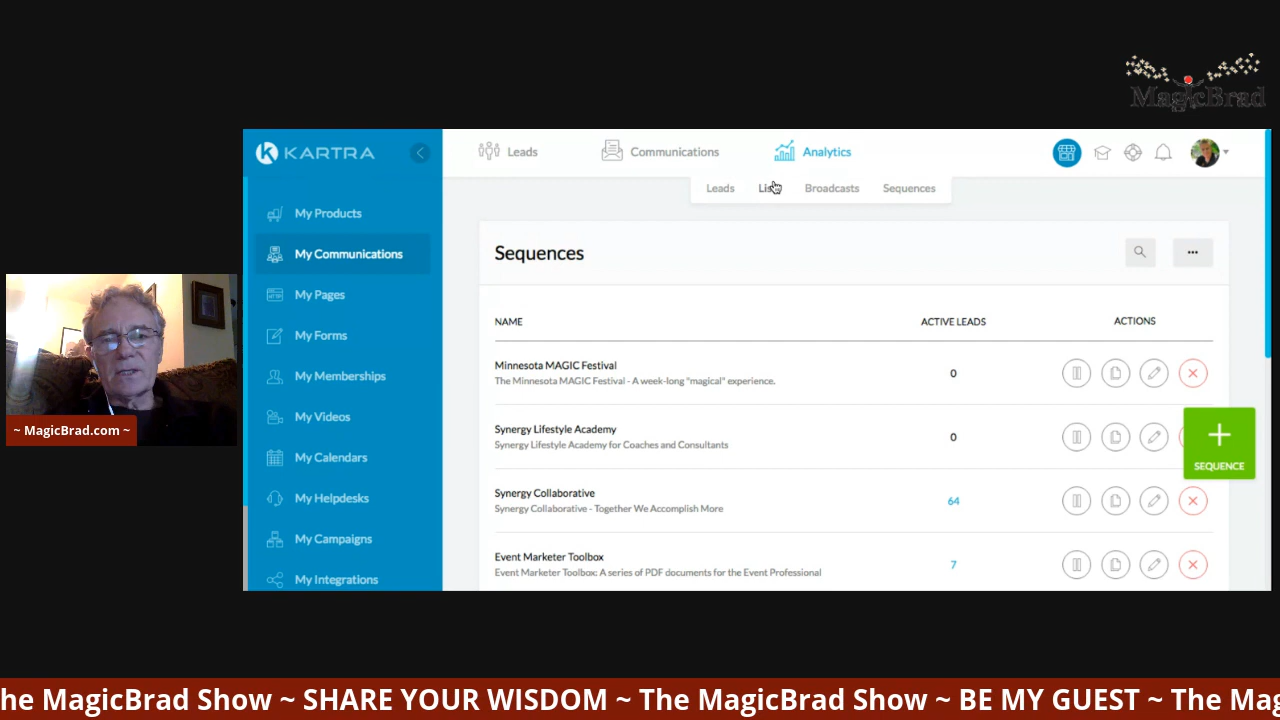 MagicBrad
KARTRA
Leads
Communications
Analytics
Leads
Broadcasts
Sequences
My Products
My Communications
My Pages
My Forms
My Memberships
My Videos
My Calendars
My Helpdesks
My Campaigns
My Integrations
Sequences
NAME
ACTIVE LEADS
ACTIONS
Minnesota MAGIC Festival
0
The Minnesota MAGIC Festival - A week-long "magical" experience.
Synergy Lifestyle Academy
0
Synergy Lifestyle Academy for Coaches and Consultants
Synergy Collaborative
64
Synergy Collaborative - Together We Accomplish More
Event Marketer Toolbox
7
Event Marketer Toolbox: A series of PDF documents for the Event Professional
+
SEQUENCE
~ MagicBrad.com ~
he MagicBrad Show ~ SHARE YOUR WISDOM ~ The MagicBrad Show ~ BE MY GUEST ~ The Mag